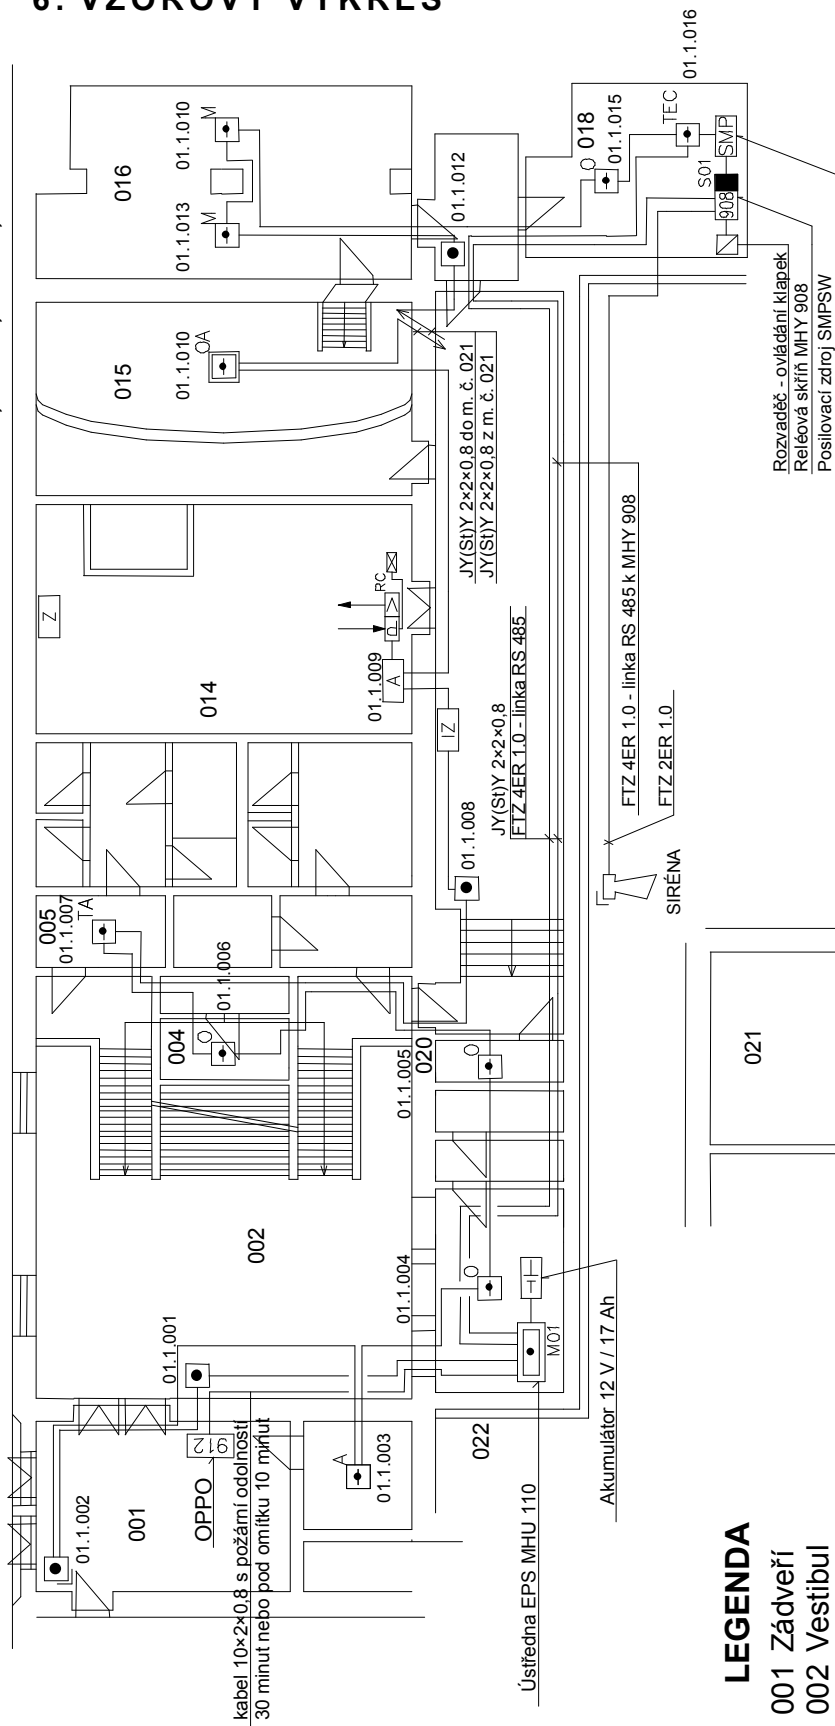 6. VZOROVÝ VÝKRES
01.1.016
01.1.010
M
016
01.1.013
M
01.1.012
018
O
01.1.015
TEC
SMP
S01
908
01.1.010
OA
015
Rozvaděč - ovládání klapek
Reléová skříň MHY 908
Posilovací zdroj SMPSW
JY(St)Y 2×2×0,8 do m. č. 021
JY(St)Y 2×2×0,8 z m. č. 021
Z
014
RC
01.1.009
A
IZ
JY(St)Y 2×2×0,8
FTZ 4ER 1.0 - linka RS 485
FTZ 4ER 1.0 - linka RS 485 k MHY 908
FTZ 2ER 1.0
01.1.008
SIRÉNA
005
01.1.007
TA
01.1.006
004
O
020
01.1.005
O
021
002
01.1.004
O
M01
01.1.001
912
OPPO
01.1.002
001
A
01.1.003
022
kabel 10×2×0,8 s požární odolností
30 minut nebo pod omítku 10 minut
Ústředna EPS MHU 110
Akumulátor 12 V / 17 Ah
LEGENDA
001 Zádveří
002 Vestibul